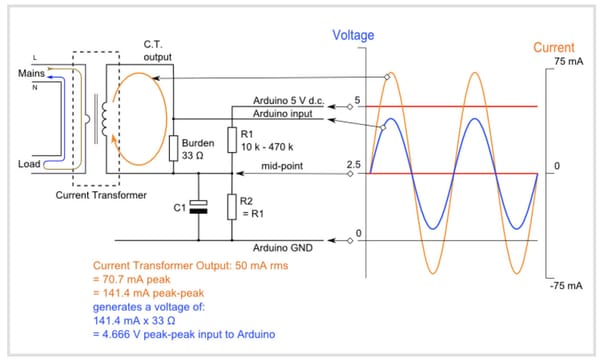 Voltage
C.T.
output
Current
75 mA
L
Mains
N
Arduino 5 V d.c.
5
Arduino input
R1
10 k - 470 k
Burden
33 Ω
mid-point
2.5
0
Load
Current Transformer
C1
R2
= R1
0
Arduino GND
-75 mA
Current Transformer Output: 50 mA rms
= 70.7 mA peak
= 141.4 mA peak-peak
generates a voltage of:
141.4 mA x 33 Ω
= 4.666 V peak-peak input to Arduino